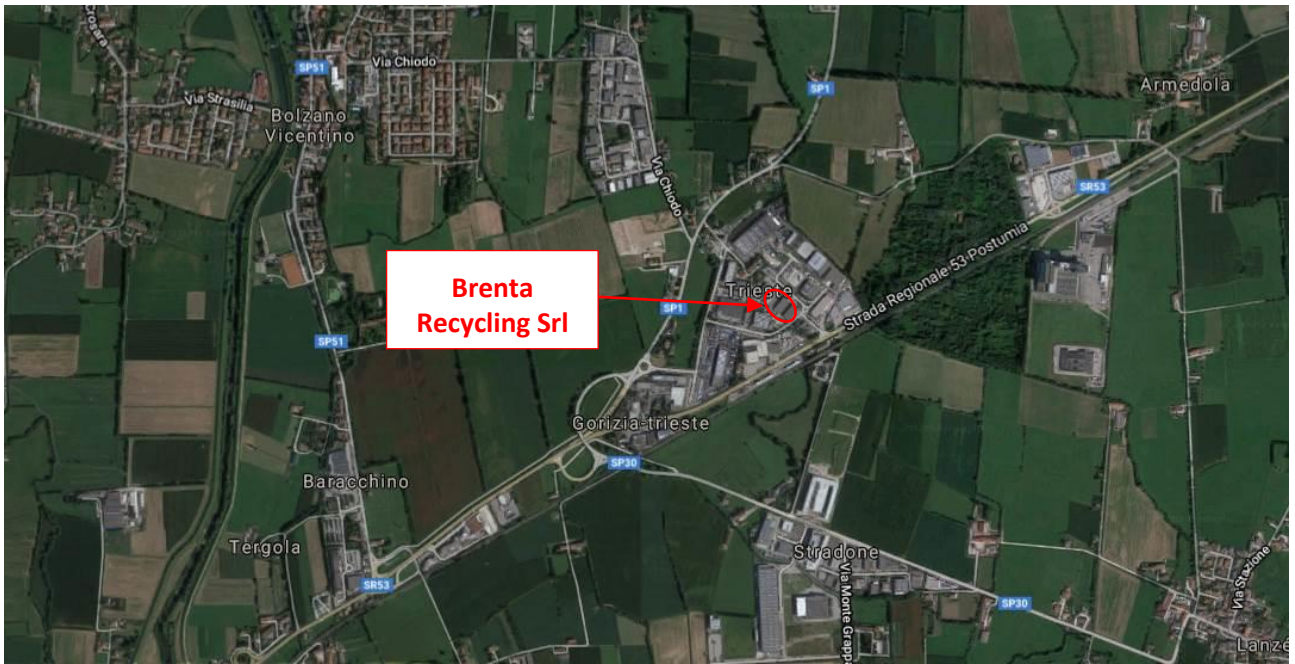 Crosara
SP51
Via Chiodo
SP1
Armedola
Via Strasilia
Bolzano
Vicentino
Via Chiodo
SR53
Strada Regionale 53 Postumia
Brenta
Recycling Srl
Trieste
SP1
SP51
Gorizia-trieste
SP30
Baracchino
Tergola
Stradone
SR53
Via Monte Grappa
SP30
Via Stazione
Lanzè